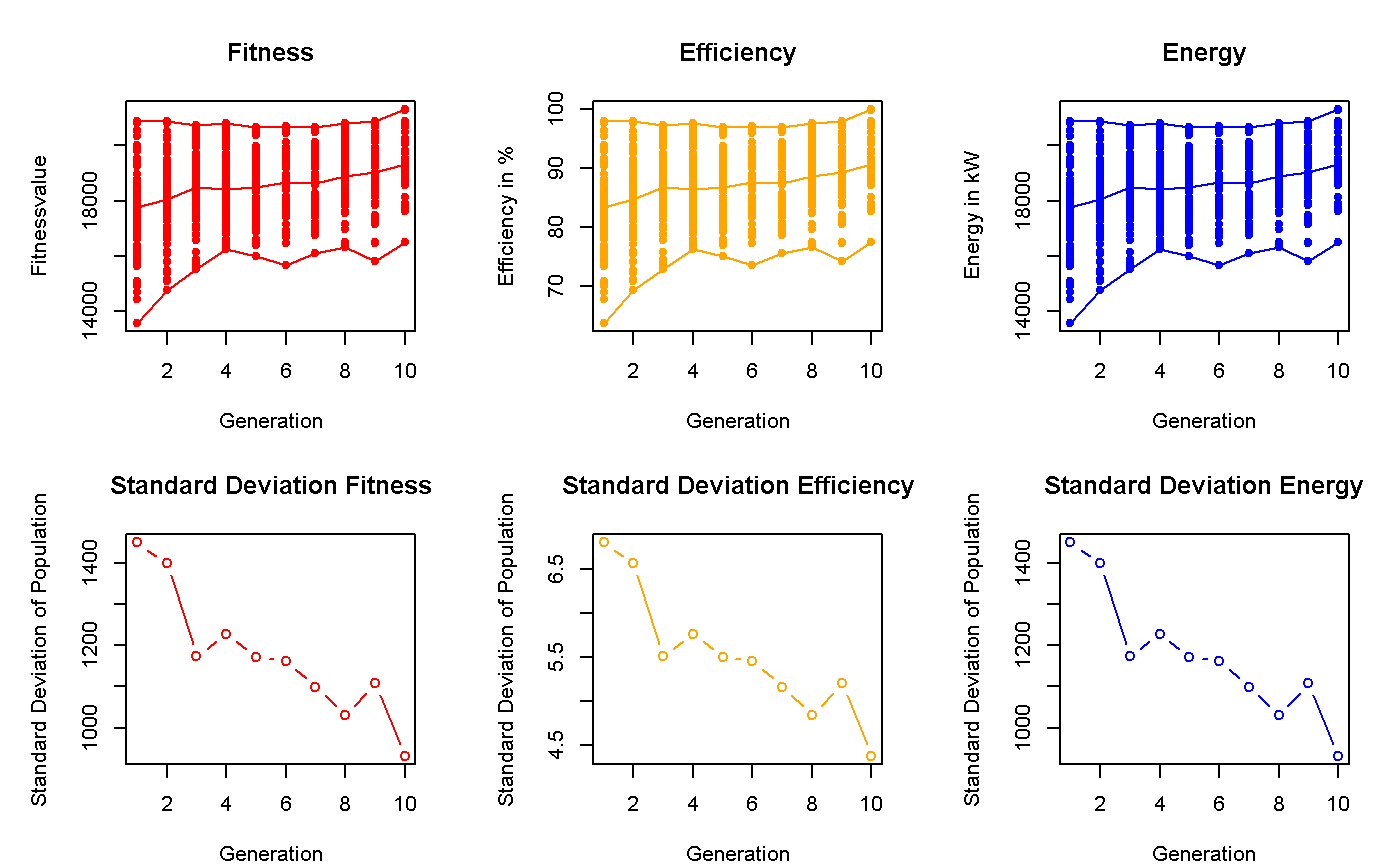 Fitness
Fitnessvalue
14000
18000
2
4
6
8
10
Generation
Efficiency
Efficiency in %
70
80
90
100
2
4
6
8
10
Generation
Energy
Energy in kW
14000
18000
2
4
6
8
10
Generation
Standard Deviation Fitness
Standard Deviation of Population
1000
1200
1400
2
4
6
8
10
Generation
Standard Deviation Efficiency
Standard Deviation of Population
4.5
5.5
6.5
2
4
6
8
10
Generation
Standard Deviation Energy
Standard Deviation of Population
1000
1200
1400
2
4
6
8
10
Generation